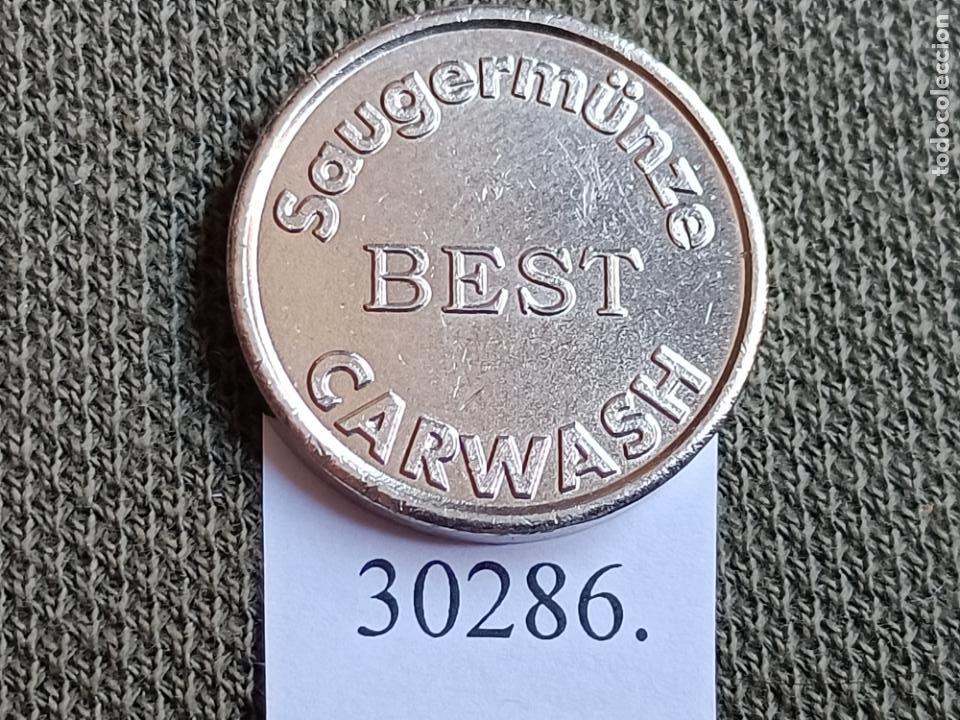 Saugermünze
BEST
CARWASH
30286.
todocoleccion